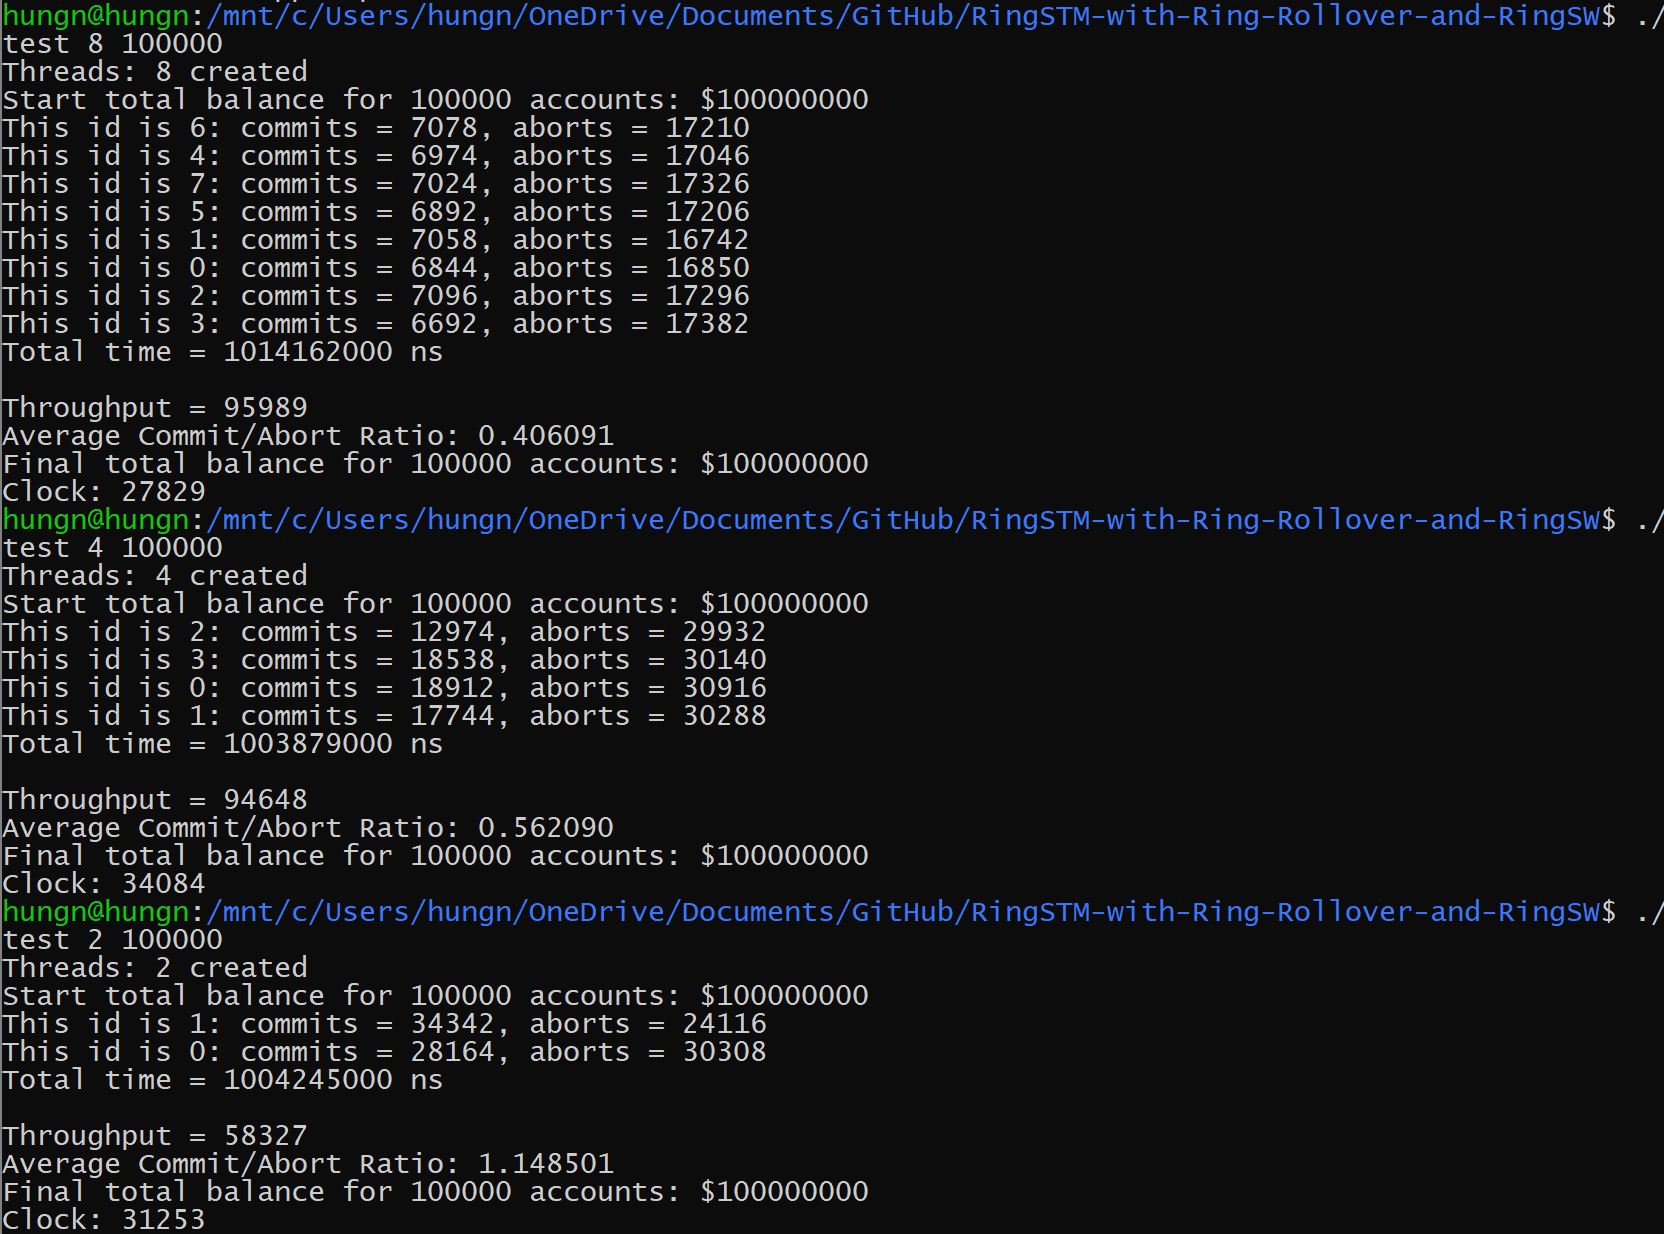 hungn@hungn:/mnt/c/Users/hungn/OneDrive/Documents/GitHub/RingSTM-with-Ring-Rollover-and-RingSW$ ./
test 8 100000
Threads: 8 created
Start total balance for 100000 accounts: $100000000
This id is 6: commits = 7078, aborts = 17210
This id is 4: commits = 6974, aborts = 17046
This id is 7: commits = 7024, aborts = 17326
This id is 5: commits = 6892, aborts = 17206
This id is 1: commits = 7058, aborts = 16742
This id is 0: commits = 6844, aborts = 16850
This id is 2: commits = 7096, aborts = 17296
This id is 3: commits = 6692, aborts = 17382
Total time = 1014162000 ns
Throughput = 95989
Average Commit/Abort Ratio: 0.406091
Final total balance for 100000 accounts: $100000000
Clock: 27829
hungn@hungn:/mnt/c/Users/hungn/OneDrive/Documents/GitHub/RingSTM-with-Ring-Rollover-and-RingSW$ ./
test 4 100000
Threads: 4 created
Start total balance for 100000 accounts: $100000000
This id is 2: commits = 12974, aborts = 29932
This id is 3: commits = 18538, aborts = 30140
This id is 0: commits = 18912, aborts = 30916
This id is 1: commits = 17744, aborts = 30288
Total time = 1003879000 ns
Throughput = 94648
Average Commit/Abort Ratio: 0.562090
Final total balance for 100000 accounts: $100000000
Clock: 34084
hungn@hungn:/mnt/c/Users/hungn/OneDrive/Documents/GitHub/RingSTM-with-Ring-Rollover-and-RingSW$ ./
test 2 100000
Threads: 2 created
Start total balance for 100000 accounts: $100000000
This id is 1: commits = 34342, aborts = 24116
This id is 0: commits = 28164, aborts = 30308
Total time = 1004245000 ns
Throughput = 58327
Average Commit/Abort Ratio: 1.148501
Final total balance for 100000 accounts: $100000000
Clock: 31253